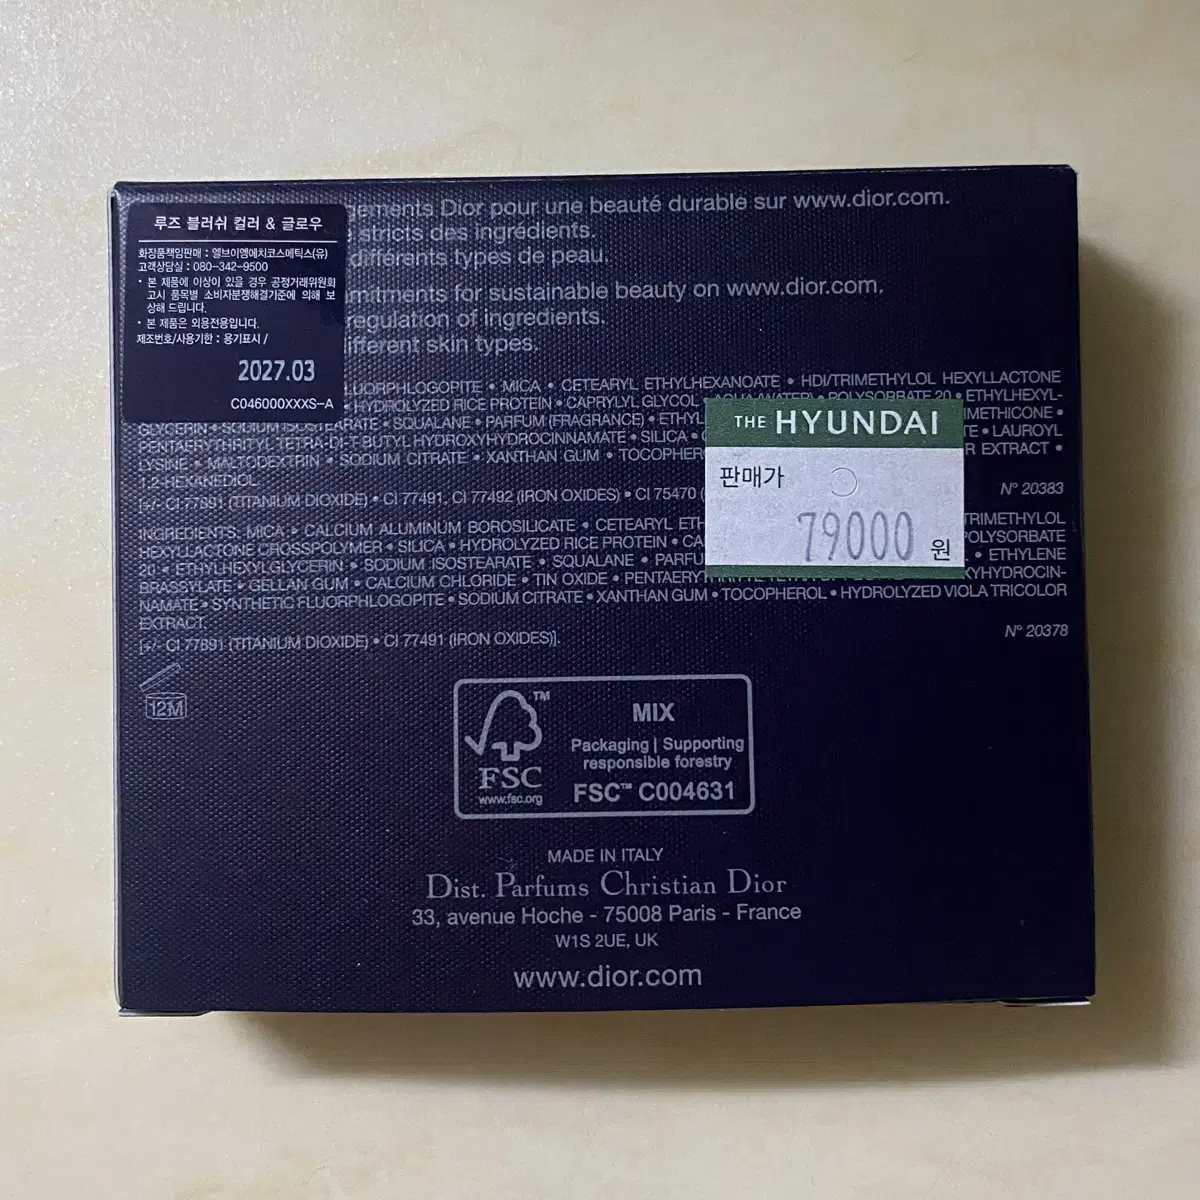 gements Dior pour une beauté durable sur www.dior.com.
stricts des ingrédients.
différents types de peau.
mitments for sustainable beauty on www.dior.com.
regulation of ingredients.
ifferent skin types.
루즈 블러쉬 컬러 & 글로우
화장품책임판매 : 엘브이엠에치코스메틱스(유)
고객상담실 : 080-342-9500
• 본 제품에 이상이 있을 경우 공정거래위원회
고시 품목별 소비자분쟁해결기준에 의해 보
상해 드립니다.
• 본 제품은 외용전용입니다.
제조번호/사용기한 : 용기표시 /
2027.03
C046000XXXS-A
LUORPHLOGOPITE • MICA • CETEARYL ETHYLHEXANOATE • HDI/TRIMETHYLOL HEXYLLACTONE
• HYDROLYZED RICE PROTEIN • CAPRYLYL GLYCOL • AQUA (WATER) • POLYSORBATE 20 • ETHYLHEXYL-
GLYCERIN • SODIUM ISOSTEARATE • SQUALANE • PARFUM (FRAGRANCE) • ETHYL IMETHICONE •
PENTAERYTHRITYL TETRA-DI-T-BUTYL HYDROXYHYDROCINNAMATE • SILICA • • LAUROYL
LYSINE • MALTODEXTRIN • SODIUM CITRATE • XANTHAN GUM • TOCOPHER R EXTRACT •
1,2-HEXANEDIOL.
[+/- CI 77891 (TITANIUM DIOXIDE) • CI 77491, CI 77492 (IRON OXIDES) • CI 75470 ( N° 20383
THE HYUNDAI
판매가
79000 원
INGREDIENTS: MICA • CALCIUM ALUMINUM BOROSILICATE • CETEARYL ETH TRIMETHYLOL
HEXYLLACTONE CROSSPOLYMER • SILICA • HYDROLYZED RICE PROTEIN • CA POLYSORBATE
20 • ETHYLHEXYLGLYCERIN • SODIUM ISOSTEARATE • SQUALANE • PARFU • ETHYLENE
BRASSYLATE • GELLAN GUM • CALCIUM CHLORIDE • TIN OXIDE • PENTAERY XYHYDROCIN-
NAMATE • SYNTHETIC FLUORPHLOGOPITE • SODIUM CITRATE • XANTHAN GUM • TOCOPHEROL • HYDROLYZED VIOLA TRICOLOR
EXTRACT.
[+/- CI 77891 (TITANIUM DIOXIDE) • CI 77491 (IRON OXIDES)]. N° 20378
12M
FSC™
www.fsc.org
MIX
Packaging | Supporting
responsible forestry
FSC™ C004631
MADE IN ITALY
Dist. Parfums Christian Dior
33, avenue Hoche - 75008 Paris - France
W1S 2UE, UK
www.dior.com